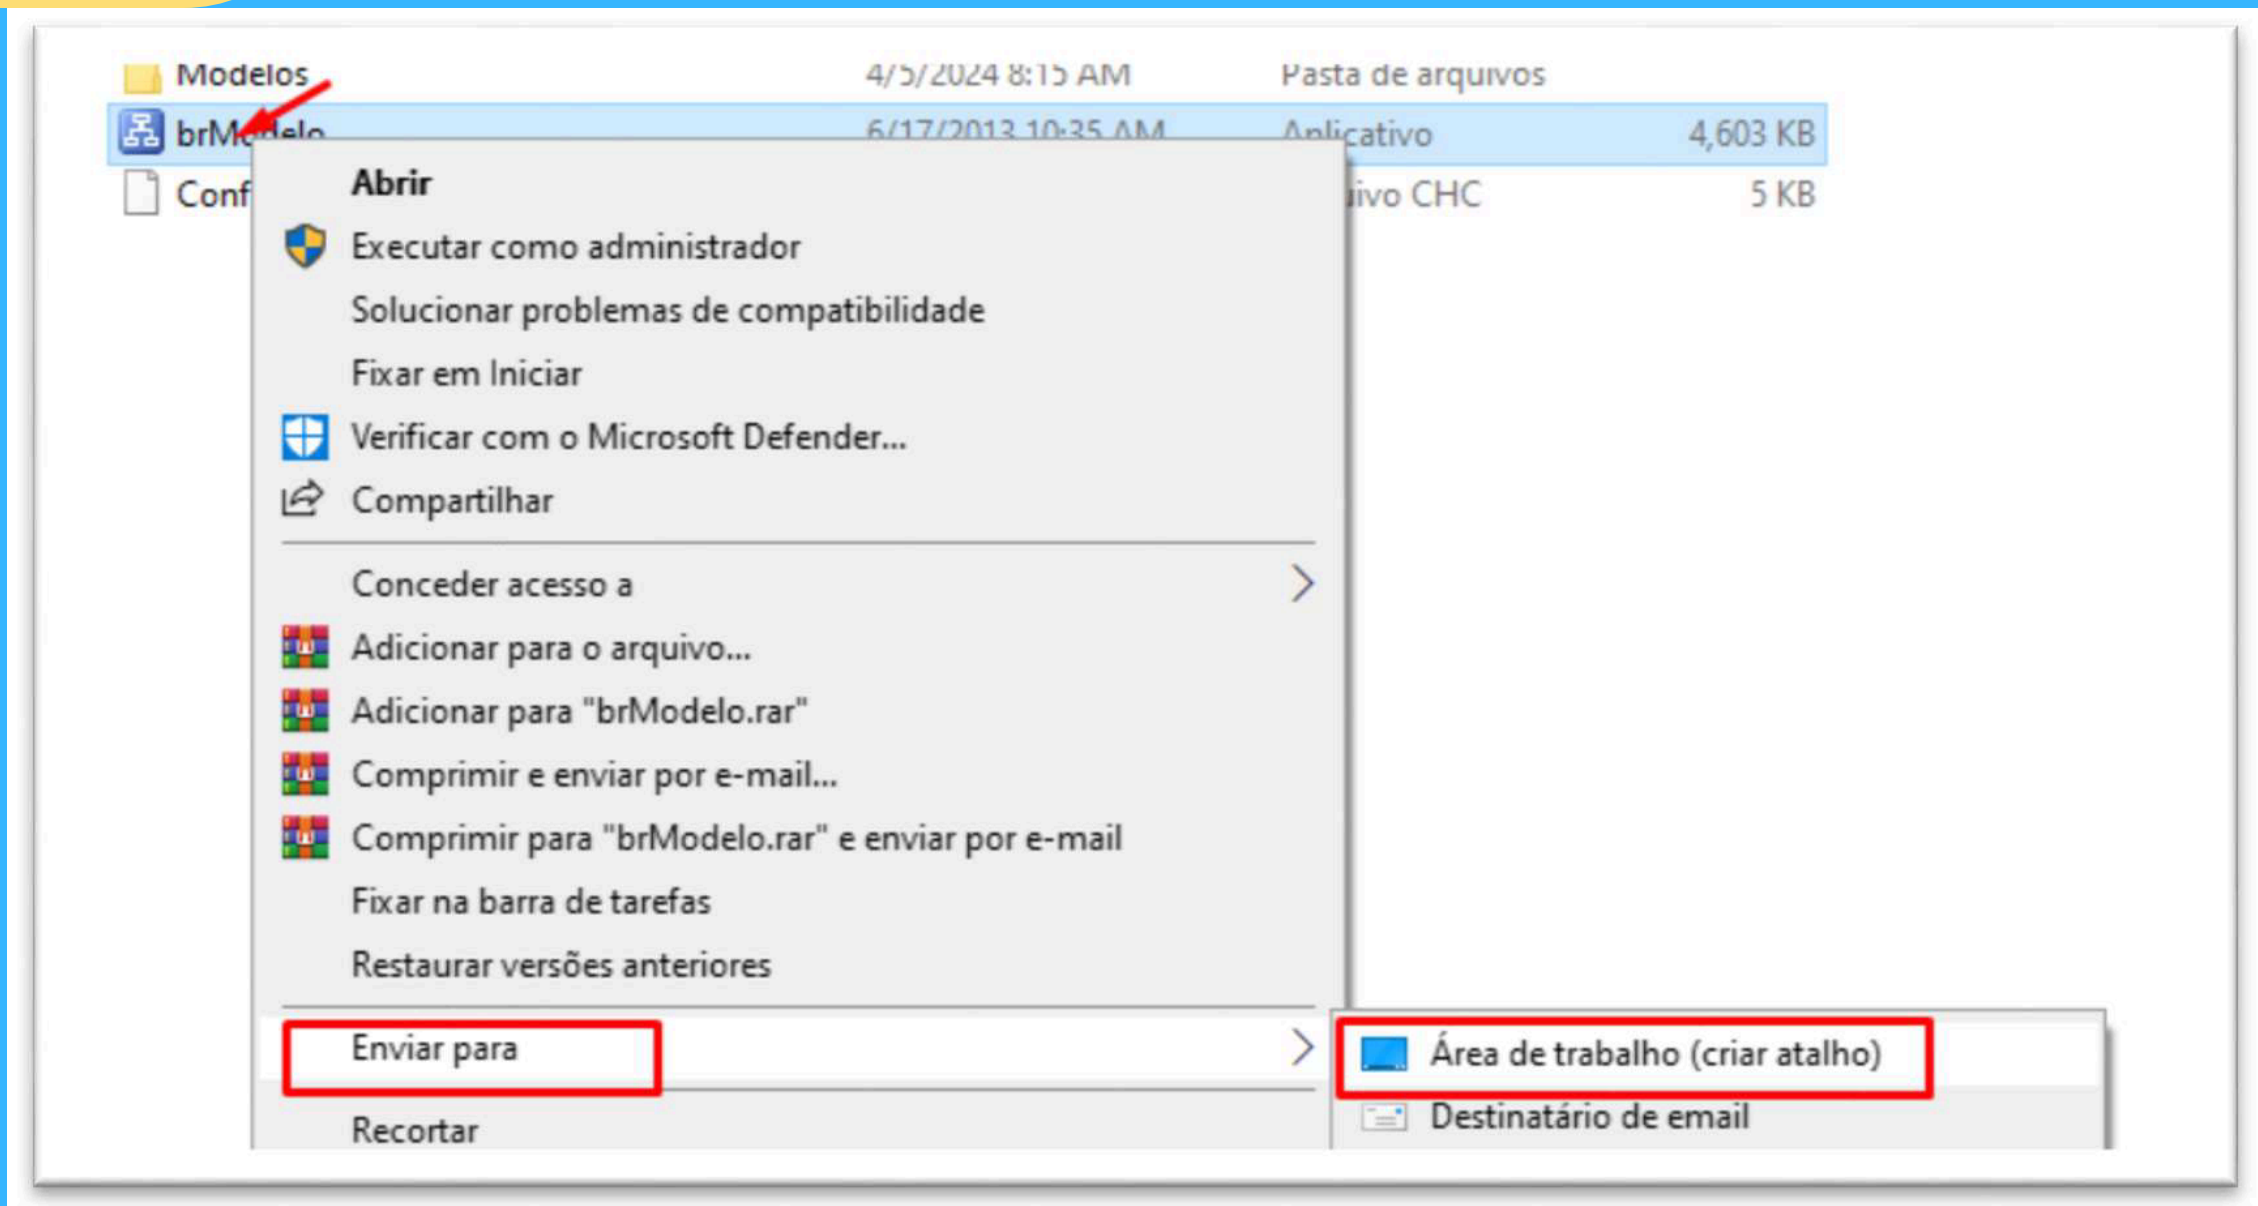 Modelos 4/5/2024 8:15 AM Pasta de arquivos
brModelo 6/17/2013 10:35 AM Aplicativo 4,603 KB
Conf ivo CHC 5 KB
Abrir
Executar como administrador
Solucionar problemas de compatibilidade
Fixar em Iniciar
Verificar com o Microsoft Defender...
Compartilhar
Conceder acesso a
Adicionar para o arquivo...
Adicionar para "brModelo.rar"
Comprimir e enviar por e-mail...
Comprimir para "brModelo.rar" e enviar por e-mail
Fixar na barra de tarefas
Restaurar versões anteriores
Enviar para
Área de trabalho (criar atalho)
Destinatário de email
Recortar